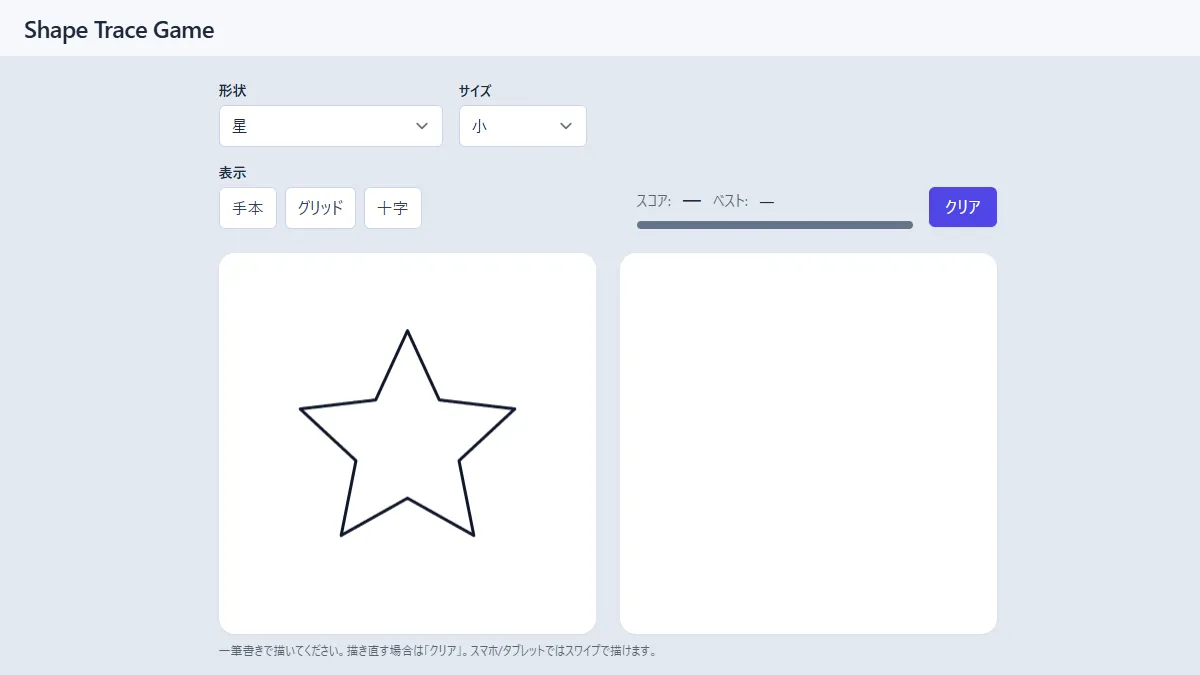 Shape Trace Game
形状
サイズ
星
小
表示
手本
グリッド
十字
スコア: — ベスト: —
クリア
一筆書きで描いてください。描き直す場合は「クリア」。スマホ/タブレットではスワイプで描けます。